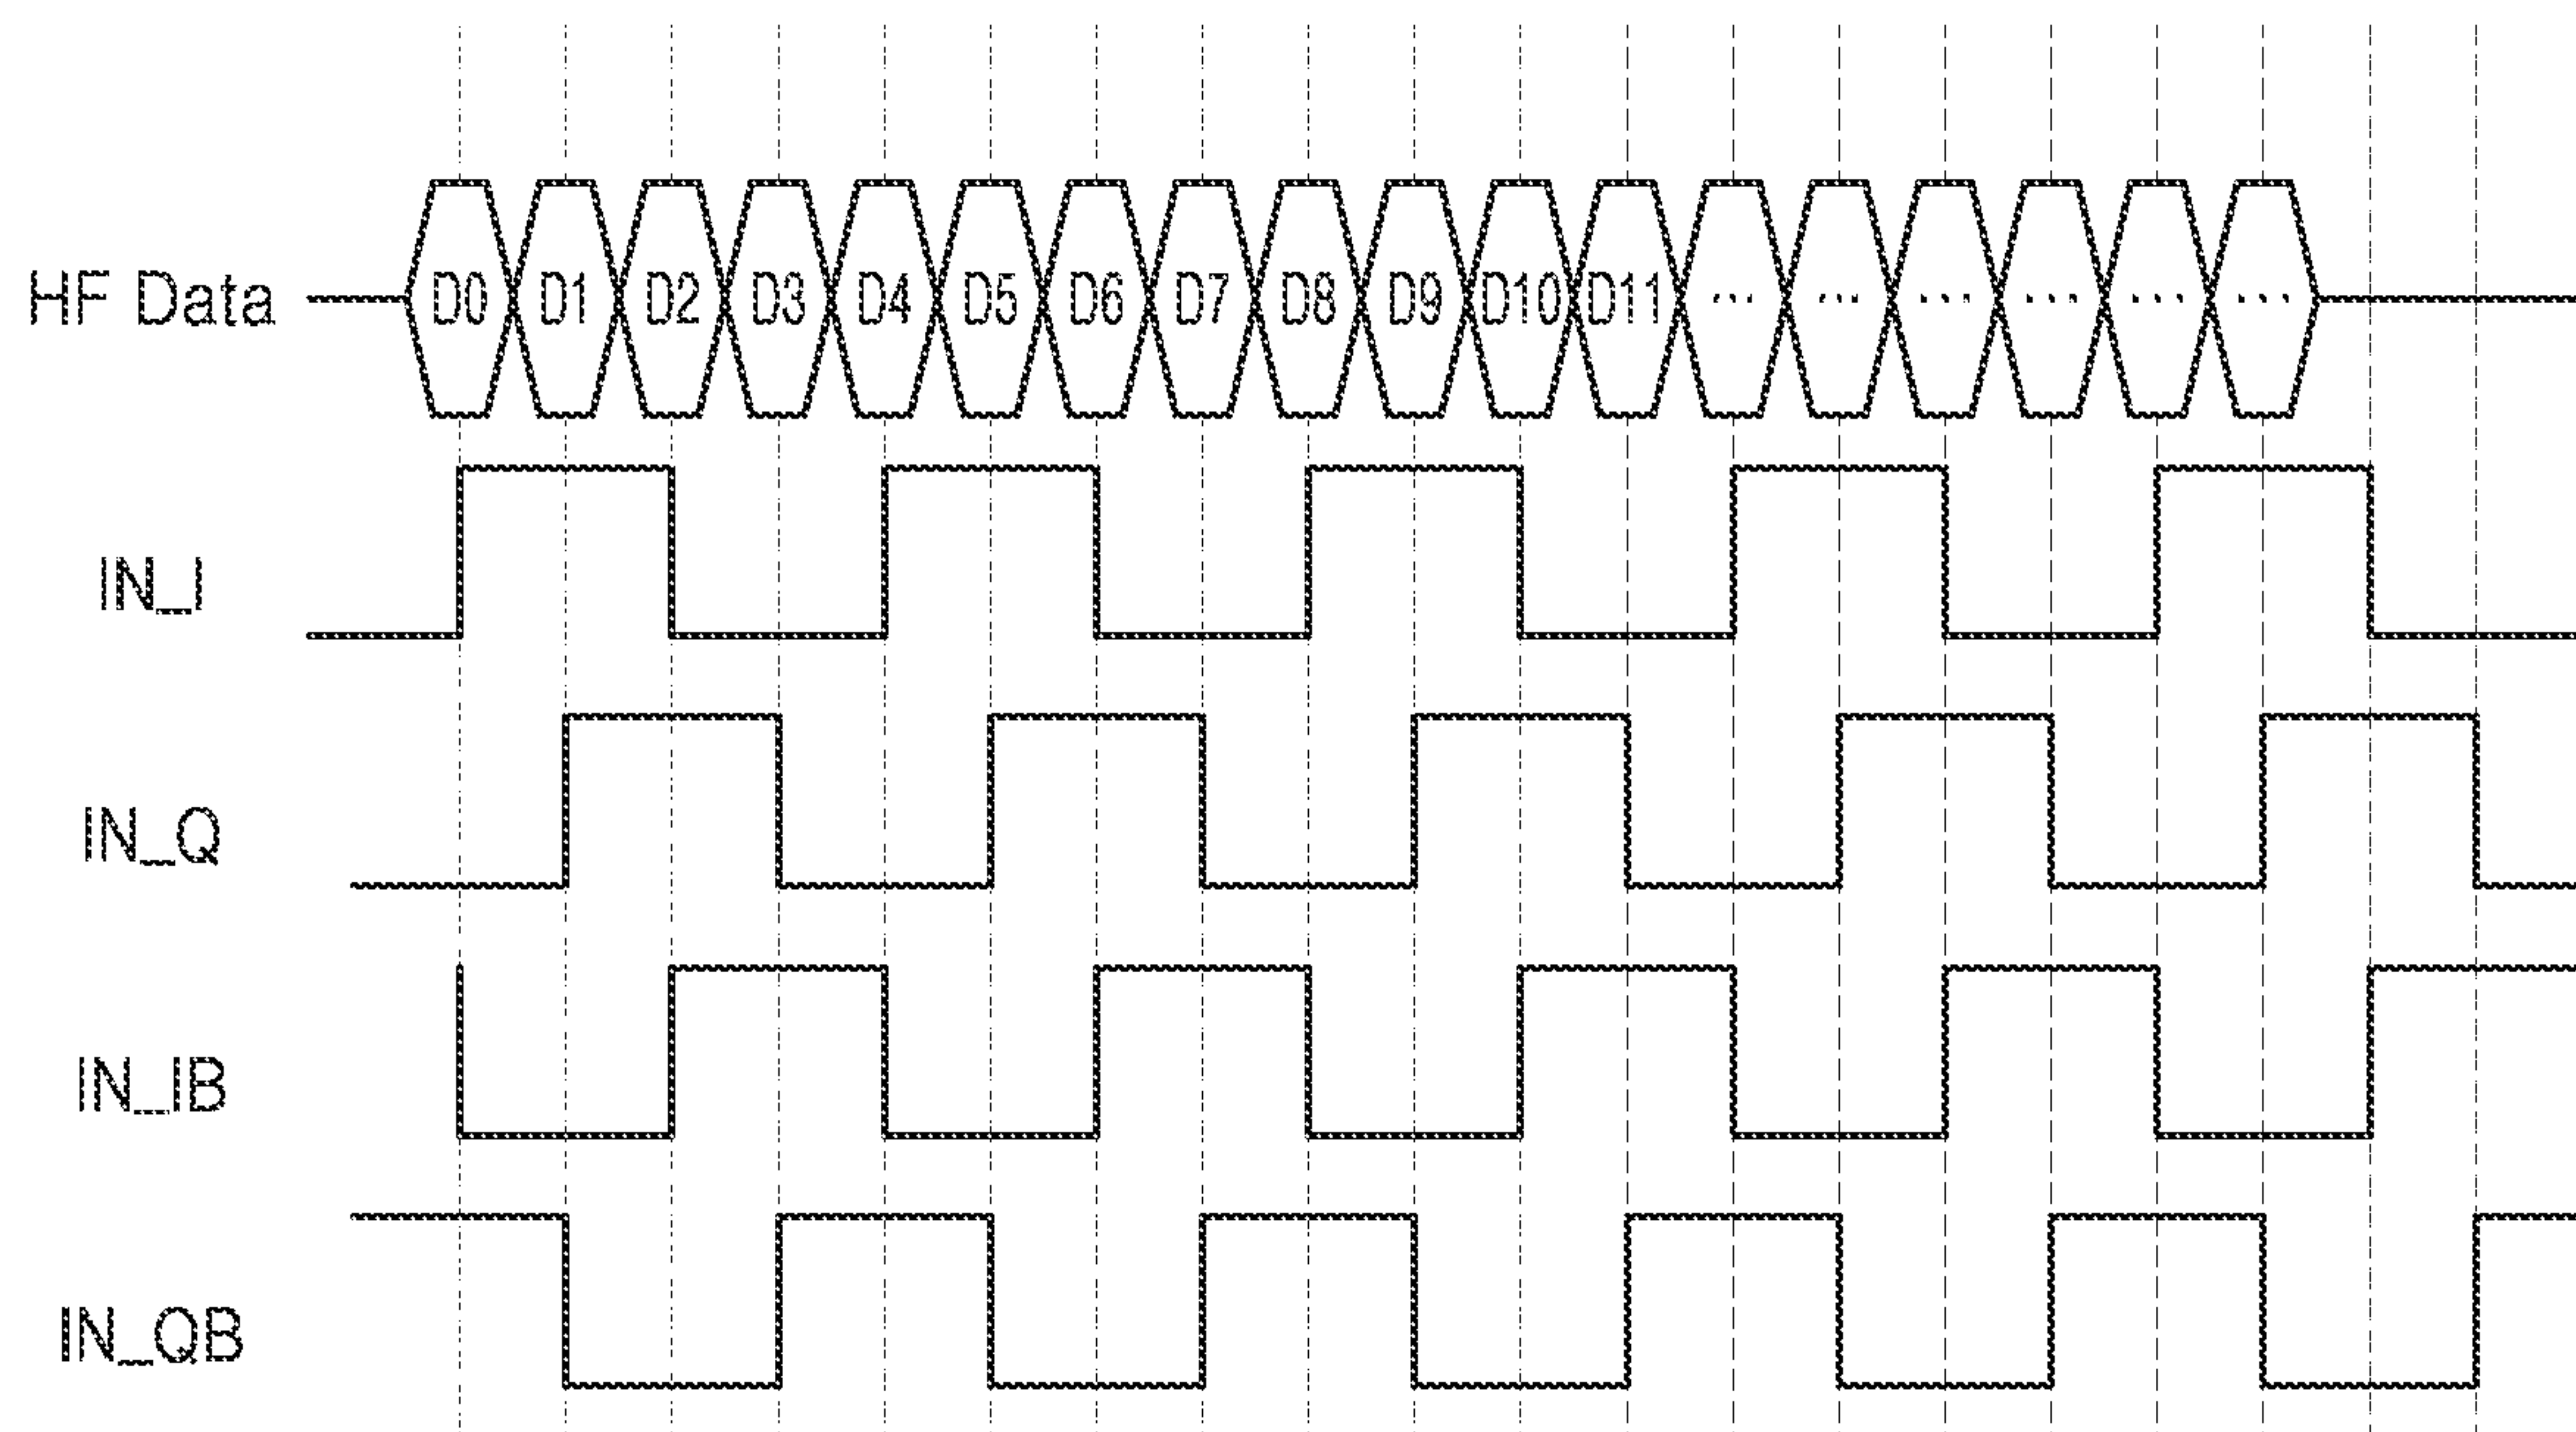 HF Data D0 D1 D2 D3 D4 D5 D6 D7 D8 D9 D10 D11 ... ... ... ... ... ...
IN_I
IN_Q
IN_IB
IN_QB